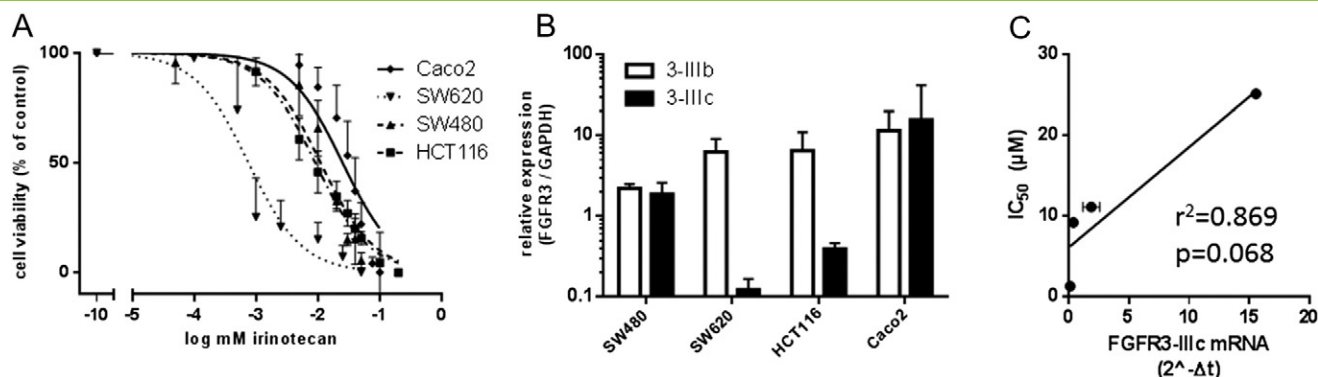 A
100
50
0
cell viability (% of control)
-10
-5
-4
-3
-2
-1
0
log mM irinotecan
Caco2
SW620
SW480
HCT116
B
100
10
1
0.1
relative expression
(FGFR3 / GAPDH)
3-IIIb
3-IIIc
SW480
SW620
HCT116
Caco2
C
30
20
10
0
IC50 (µM)
r²=0.869
p=0.068
0
5
10
15
20
FGFR3-IIIc mRNA
(2^-Δt)